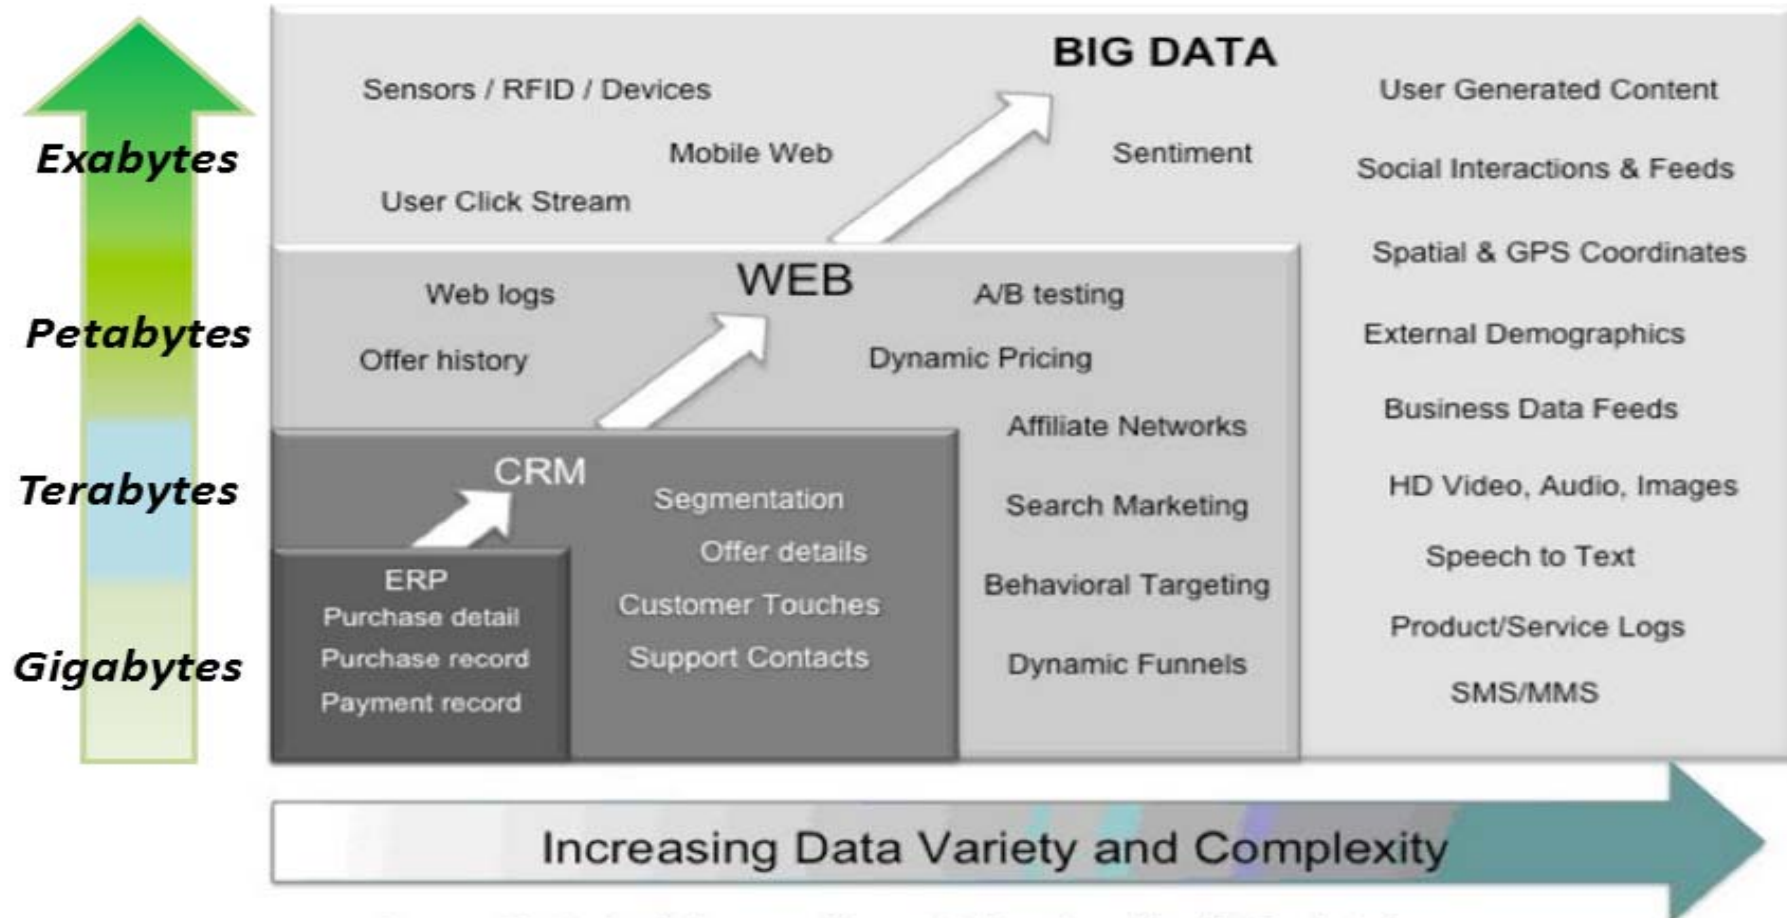 BIG DATA
Sensors / RFID / Devices
Mobile Web
User Click Stream
Sentiment
User Generated Content
Social Interactions & Feeds
Spatial & GPS Coordinates
External Demographics
Business Data Feeds
HD Video, Audio, Images
Speech to Text
Product/Service Logs
SMS/MMS
WEB
Web logs
Offer history
A/B testing
Dynamic Pricing
Affiliate Networks
Search Marketing
Behavioral Targeting
Dynamic Funnels
CRM
Segmentation
Offer details
Customer Touches
Support Contacts
ERP
Purchase detail
Purchase record
Payment record
Exabytes
Petabytes
Terabytes
Gigabytes
Increasing Data Variety and Complexity